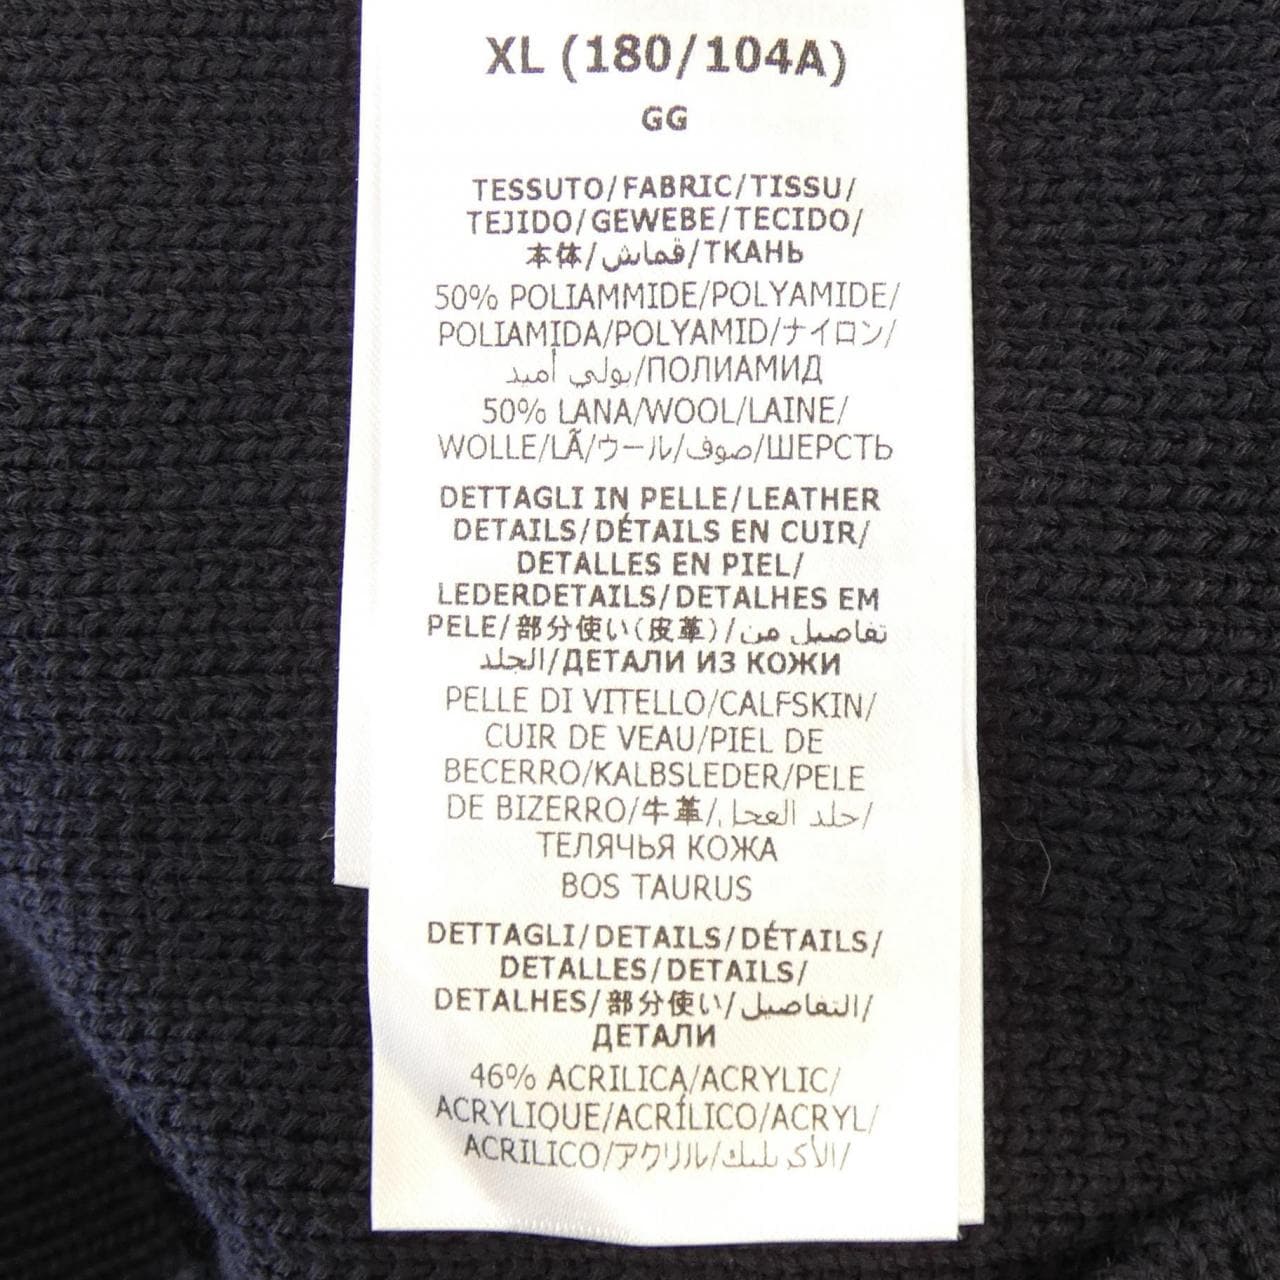 XL (180/104A)
GG
TESSUTO/FABRIC/TISSU/
TEJIDO/GEWEBE/TECIDO/
本体/قماش/ТКАНЬ
50% POLIAMMIDE/POLYAMIDE/
POLIAMIDA/POLYAMID/ナイロン/
بولي أميد/ПОЛИАМИД
50% LANA/WOOL/LAINE/
WOLLE/LÃ/ウール/صوف/ШЕРСТЬ
DETTAGLI IN PELLE/LEATHER
DETAILS/DÉTAILS EN CUIR/
DETALLES EN PIEL/
LEDERDETAILS/DETALHES EM
PELE/部分使い(皮革)/تفاصيل من
الجلد/ДЕТАЛИ ИЗ КОЖИ
PELLE DI VITELLO/CALFSKIN/
CUIR DE VEAU/PIEL DE
BECERRO/KALBSLEDER/PELE
DE BIZERRO/牛革/جلد العجل/
ТЕЛЯЧЬЯ КОЖА
BOS TAURUS
DETTAGLI/DETAILS/DÉTAILS/
DETALLES/DETAILS/
DETALHES/部分使い/التفاصيل/
ДЕТАЛИ
46% ACRILICA/ACRYLIC/
ACRYLIQUE/ACRÍLICO/ACRYL/
ACRILICO/アクリル/الأكريليك/